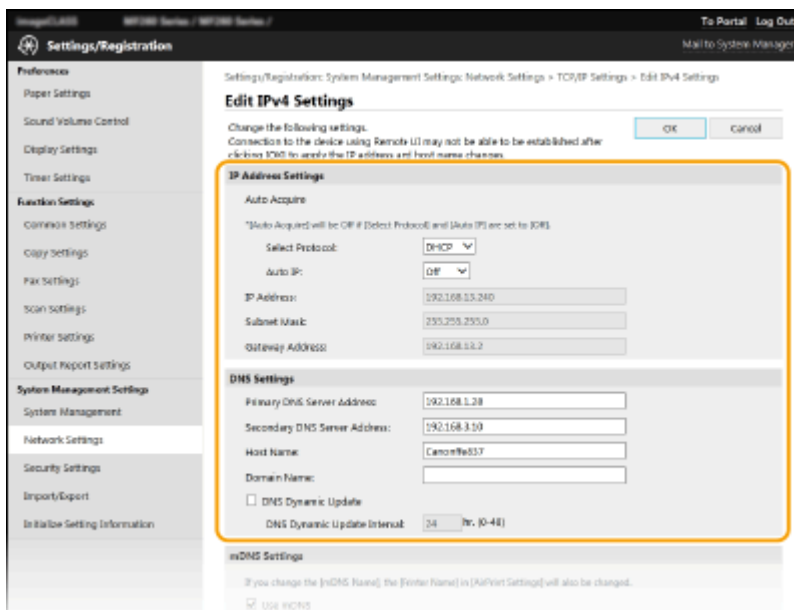 To Portal Log Out
Settings/Registration
Mail to System Manager
Preferences
Paper Settings
Sound Volume Control
Display Settings
Timer Settings
Function Settings
Common Settings
Copy Settings
Fax Settings
Scan Settings
Printer Settings
Output Report Settings
System Management Settings
System Management
Network Settings
Security Settings
Import/Export
Initialize Setting Information
Settings/Registration: System Management Settings: Network Settings > TCP/IP Settings > Edit IPv4 Settings
Edit IPv4 Settings
Change the following settings.
Connection to the device using Remote UI may not be able to be established after
clicking [OK] to apply the IP address and host name changes.
OK Cancel
IP Address Settings
Auto Acquire
*[Auto Acquire] will be Off if [Select Protocol] and [Auto IP] are set to [Off].
Select Protocol: DHCP
Auto IP: Off
IP Address: 192.168.13.240
Subnet Mask: 255.255.255.0
Gateway Address: 192.168.13.2
DNS Settings
Primary DNS Server Address: 192.168.1.28
Secondary DNS Server Address: 192.168.3.10
Host Name:
Domain Name:
DNS Dynamic Update
DNS Dynamic Update Interval: 24 hr. (0-48)
mDNS Settings
If you change the [mDNS Name], the [Printer Name] in [AirPrint Settings] will also be changed.
Use mDNS